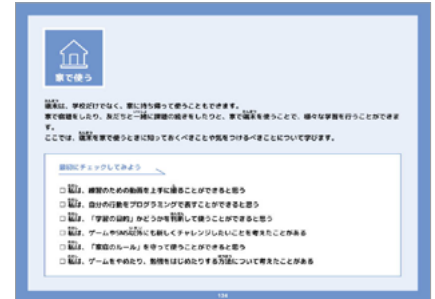 家で使う
端末は、学校だけでなく、家に持ち帰って使うこともできます。
家で宿題をしたり、友だちと一緒に課題の続きをしたりと、家で端末を使うことで、様々な学習を行うことができま
す。
ここでは、端末を家で使うときに知っておくべきことや気をつけるべきことについて学びます。
最初にチェックしてみよう
□ 私は、練習のための動画を上手に撮ることができると思う
□ 私は、自分の行動をプログラミングで表すことができると思う
□ 私は、「学習の目的」かどうかを判断して使うことができると思う
□ 私は、ゲームやSNS以外にも新しくチャレンジしたいことを考えたことがある
□ 私は、「家庭のルール」を守って使うことができると思う
□ 私は、ゲームをやめたり、勉強をはじめたりする方法について考えたことがある